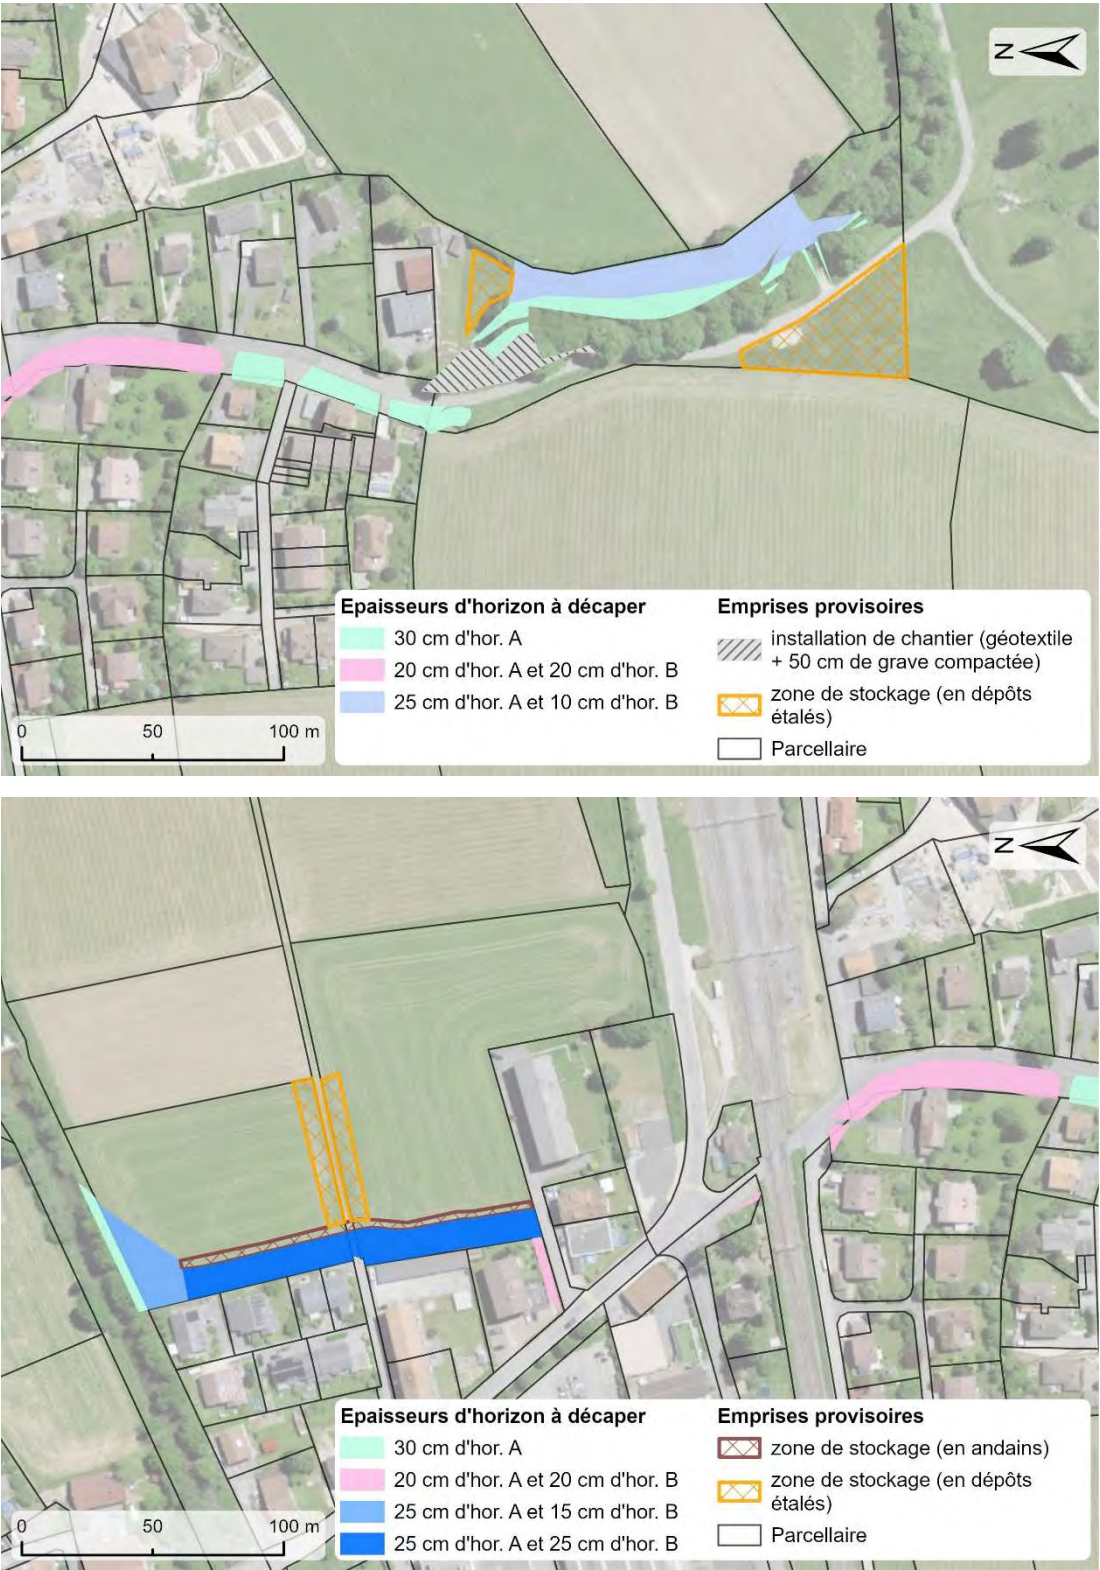 N
Epaisseurs d'horizon à décaper
30 cm d'hor. A
20 cm d'hor. A et 20 cm d'hor. B
25 cm d'hor. A et 10 cm d'hor. B
Emprises provisoires
installation de chantier (géotextile
+ 50 cm de grave compactée)
zone de stockage (en dépôts
étalés)
Parcellaire
0 50 100 m
N
Epaisseurs d'horizon à décaper
30 cm d'hor. A
20 cm d'hor. A et 20 cm d'hor. B
25 cm d'hor. A et 15 cm d'hor. B
25 cm d'hor. A et 25 cm d'hor. B
Emprises provisoires
zone de stockage (en andains)
zone de stockage (en dépôts
étalés)
Parcellaire
0 50 100 m